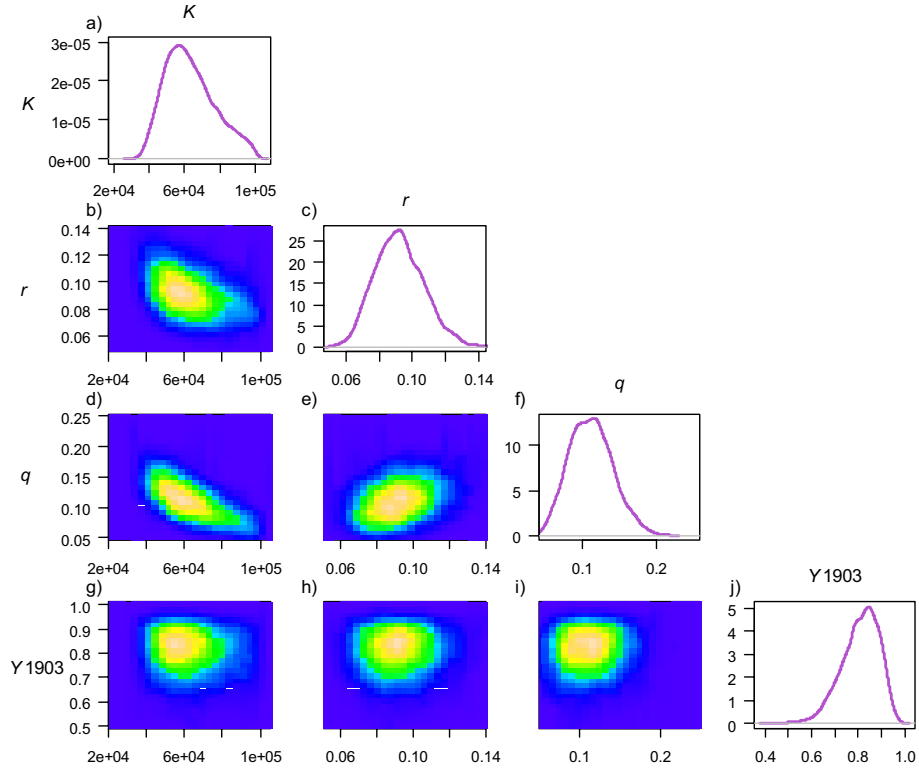 K
a)
3e-05
2e-05
K
1e-05
0e+00
2e+04 6e+04 1e+05
r
b) c)
0.14
0.12
r
0.10
0.08
0.06
25
20
15
10
5
0
2e+04 6e+04 1e+05
0.06 0.10 0.14
q
d) e) f)
0.25
0.20
q
0.15
0.10
0.05
10
5
0
2e+04 6e+04 1e+05
0.06 0.10 0.14
0.1 0.2
Y 1903
g) h) i) j)
1.0
0.9
0.8
Y 1903
0.7
0.6
0.5
5
4
3
2
1
0
2e+04 6e+04 1e+05
0.06 0.10 0.14
0.1 0.2
0.4 0.6 0.8 1.0